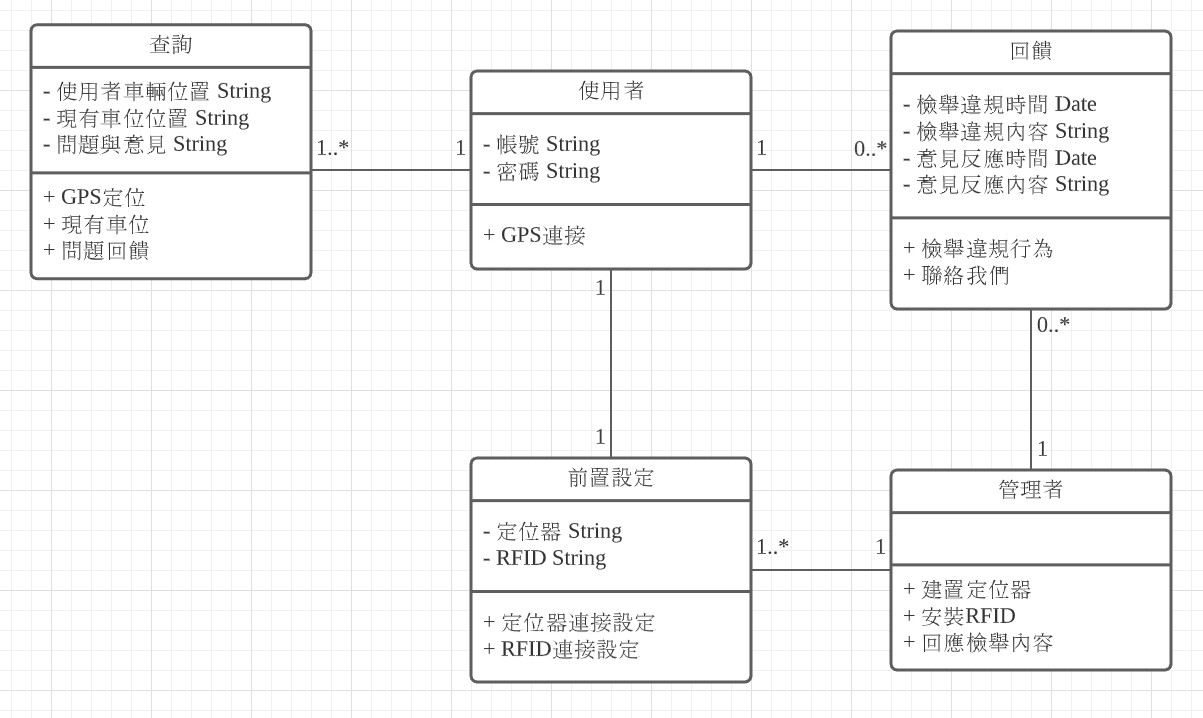 查詢
- 使用者車輛位置 String
- 現有車位位置 String
- 問題與意見 String
+ GPS定位
+ 現有車位
+ 問題回饋
1..*
1
使用者
- 帳號 String
- 密碼 String
+ GPS連接
1
0..*
回饋
- 檢舉違規時間 Date
- 檢舉違規內容 String
- 意見反應時間 Date
- 意見反應內容 String
+ 檢舉違規行為
+ 聯絡我們
1
1
0..*
1
前置設定
- 定位器 String
- RFID String
+ 定位器連接設定
+ RFID連接設定
1..*
1
管理者
+ 建置定位器
+ 安裝RFID
+ 回應檢舉內容